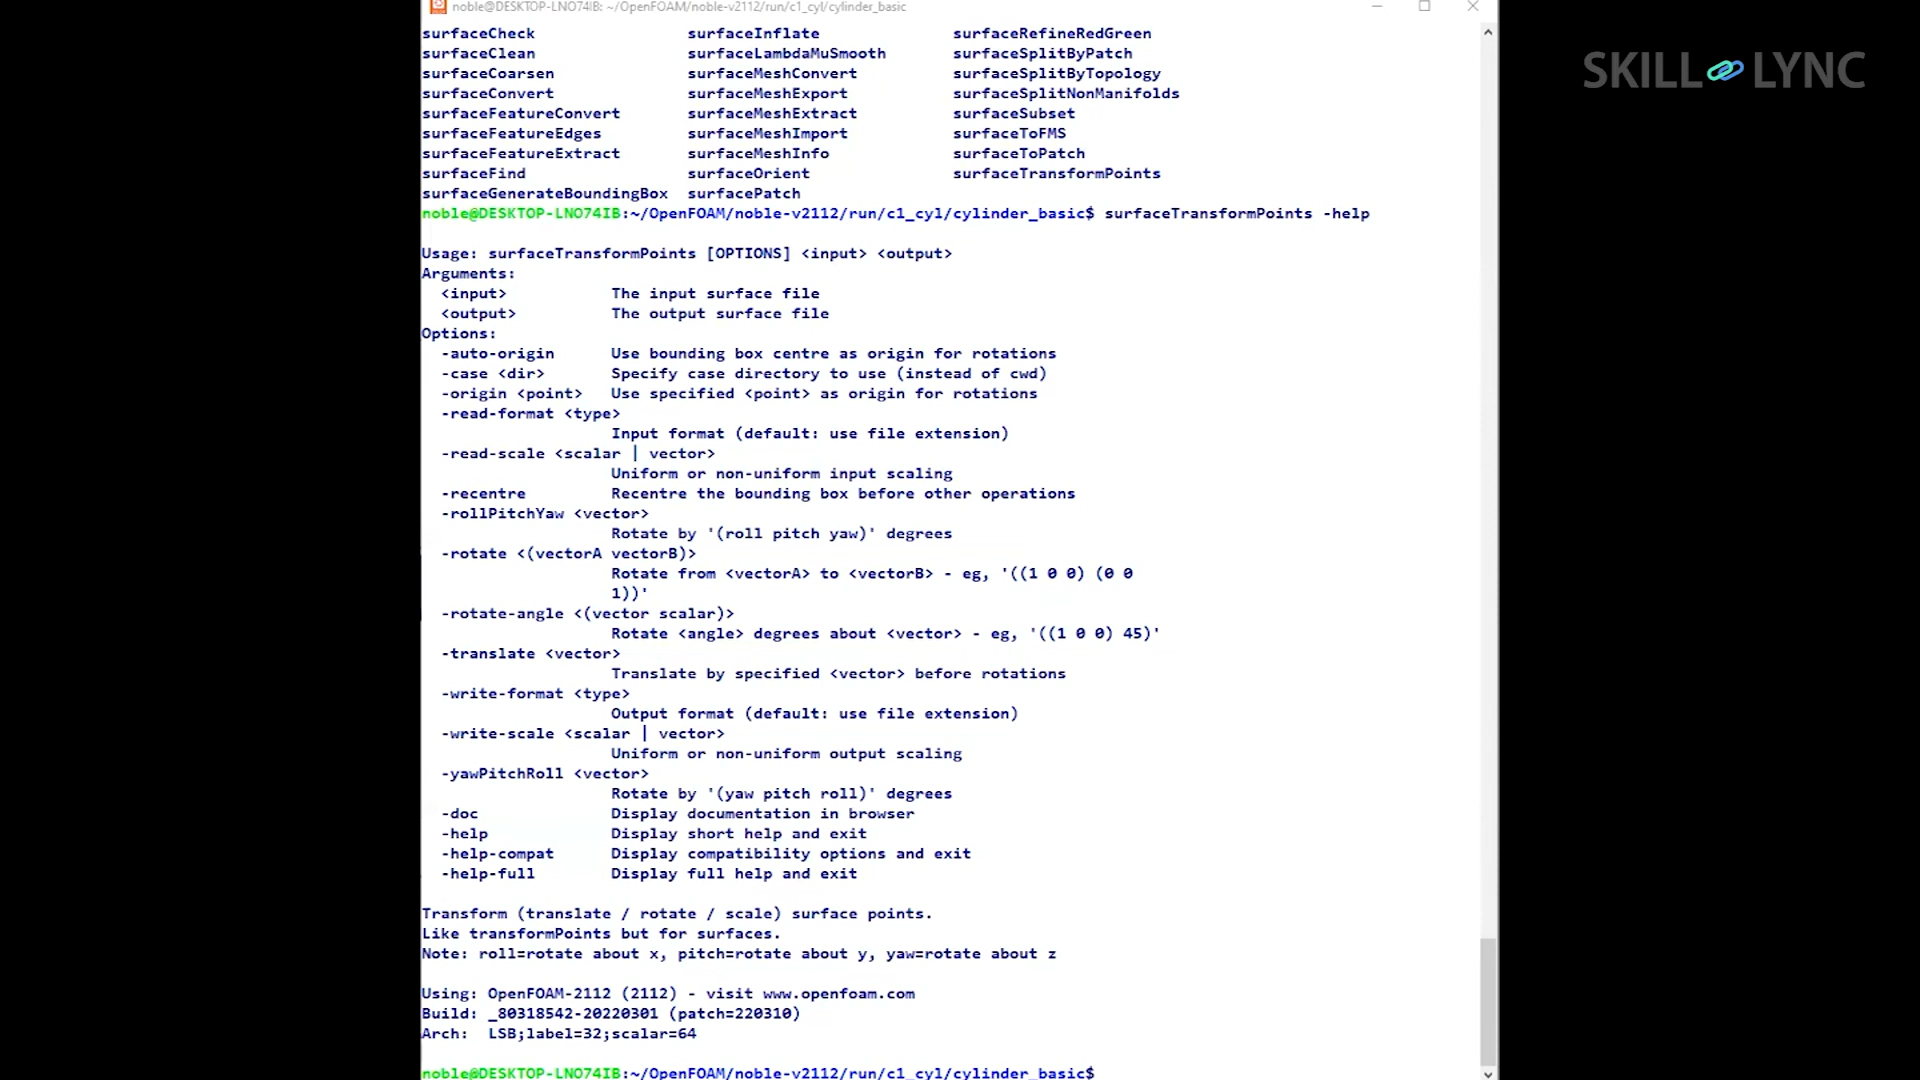 noble@DESKTOP-LNO74IB: ~/OpenFOAM/noble-v2112/run/c1_cyl/cylinder_basic
SKILL LYNC
surfaceCheck surfaceInflate surfaceRefineRedGreen
surfaceClean surfaceLambdaMuSmooth surfaceSplitByPatch
surfaceCoarsen surfaceMeshConvert surfaceSplitByTopology
surfaceConvert surfaceMeshExport surfaceSplitNonManifolds
surfaceFeatureConvert surfaceMeshExtract surfaceSubset
surfaceFeatureEdges surfaceMeshImport surfaceToFMS
surfaceFeatureExtract surfaceMeshInfo surfaceToPatch
surfaceFind surfaceOrient surfaceTransformPoints
surfaceGenerateBoundingBox surfacePatch
noble@DESKTOP-LNO74IB:~/OpenFOAM/noble-v2112/run/c1_cyl/cylinder_basic$ surfaceTransformPoints -help
Usage: surfaceTransformPoints [OPTIONS] <input> <output>
Arguments:
<input> The input surface file
<output> The output surface file
Options:
-auto-origin Use bounding box centre as origin for rotations
-case <dir> Specify case directory to use (instead of cwd)
-origin <point> Use specified <point> as origin for rotations
-read-format <type>
Input format (default: use file extension)
-read-scale <scalar | vector>
Uniform or non-uniform input scaling
-recentre Recentre the bounding box before other operations
-rollPitchYaw <vector>
Rotate by '(roll pitch yaw)' degrees
-rotate <(vectorA vectorB)>
Rotate from <vectorA> to <vectorB> - eg, '((1 0 0) (0 0
1))'
-rotate-angle <(vector scalar)>
Rotate <angle> degrees about <vector> - eg, '((1 0 0) 45)'
-translate <vector>
Translate by specified <vector> before rotations
-write-format <type>
Output format (default: use file extension)
-write-scale <scalar | vector>
Uniform or non-uniform output scaling
-yawPitchRoll <vector>
Rotate by '(yaw pitch roll)' degrees
-doc Display documentation in browser
-help Display short help and exit
-help-compat Display compatibility options and exit
-help-full Display full help and exit
Transform (translate / rotate / scale) surface points.
Like transformPoints but for surfaces.
Note: roll=rotate about x, pitch=rotate about y, yaw=rotate about z
Using: OpenFOAM-2112 (2112) - visit www.openfoam.com
Build: _80318542-20220301 (patch=220310)
Arch: LSB;label=32;scalar=64
noble@DESKTOP-LNO74IB:~/OpenFOAM/noble-v2112/run/c1_cyl/cylinder_basic$